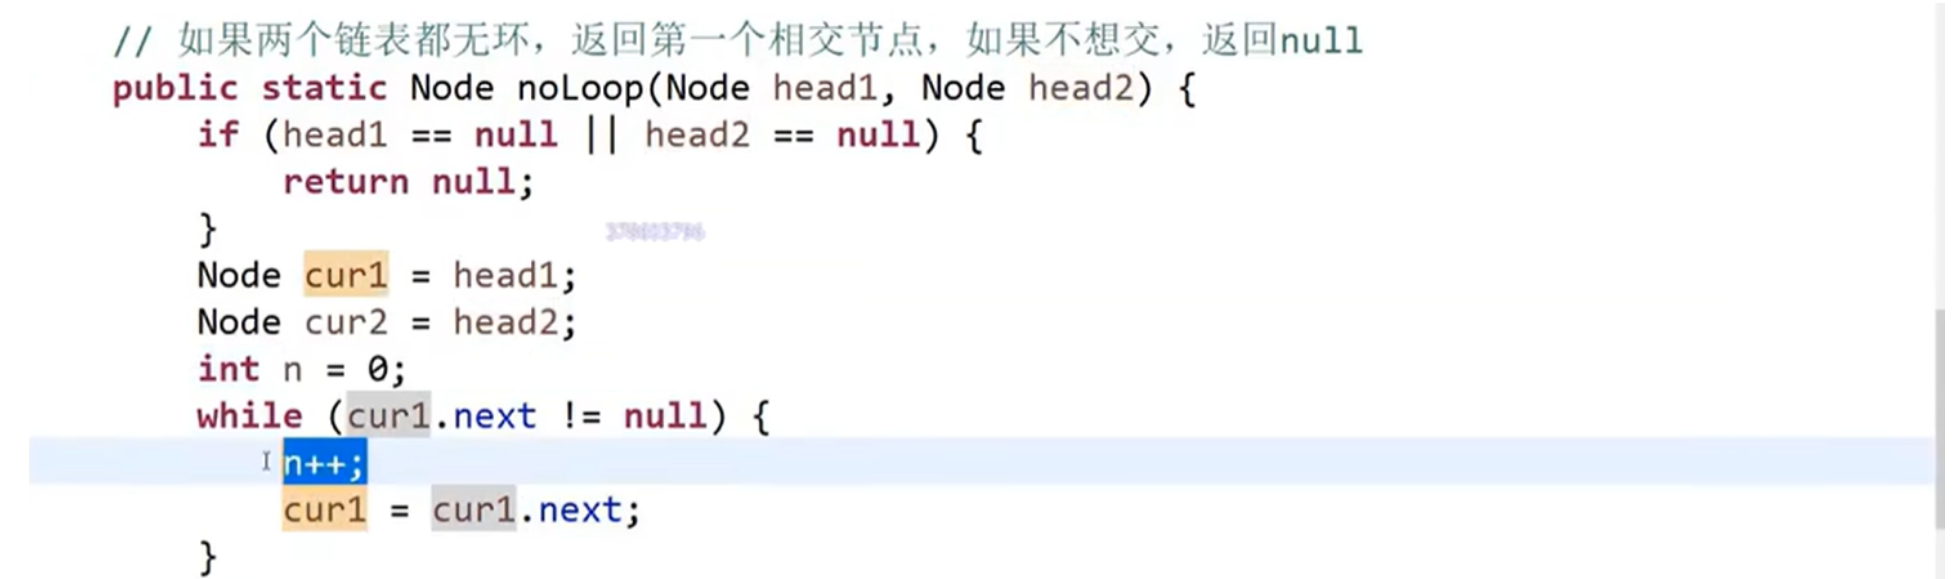 // 如果两个链表都无环，返回第一个相交节点，如果不想交，返回null
public static Node noLoop(Node head1, Node head2) {
if (head1 == null || head2 == null) {
return null;
}
Node cur1 = head1;
Node cur2 = head2;
int n = 0;
while (cur1.next != null) {
n++;
cur1 = cur1.next;
}